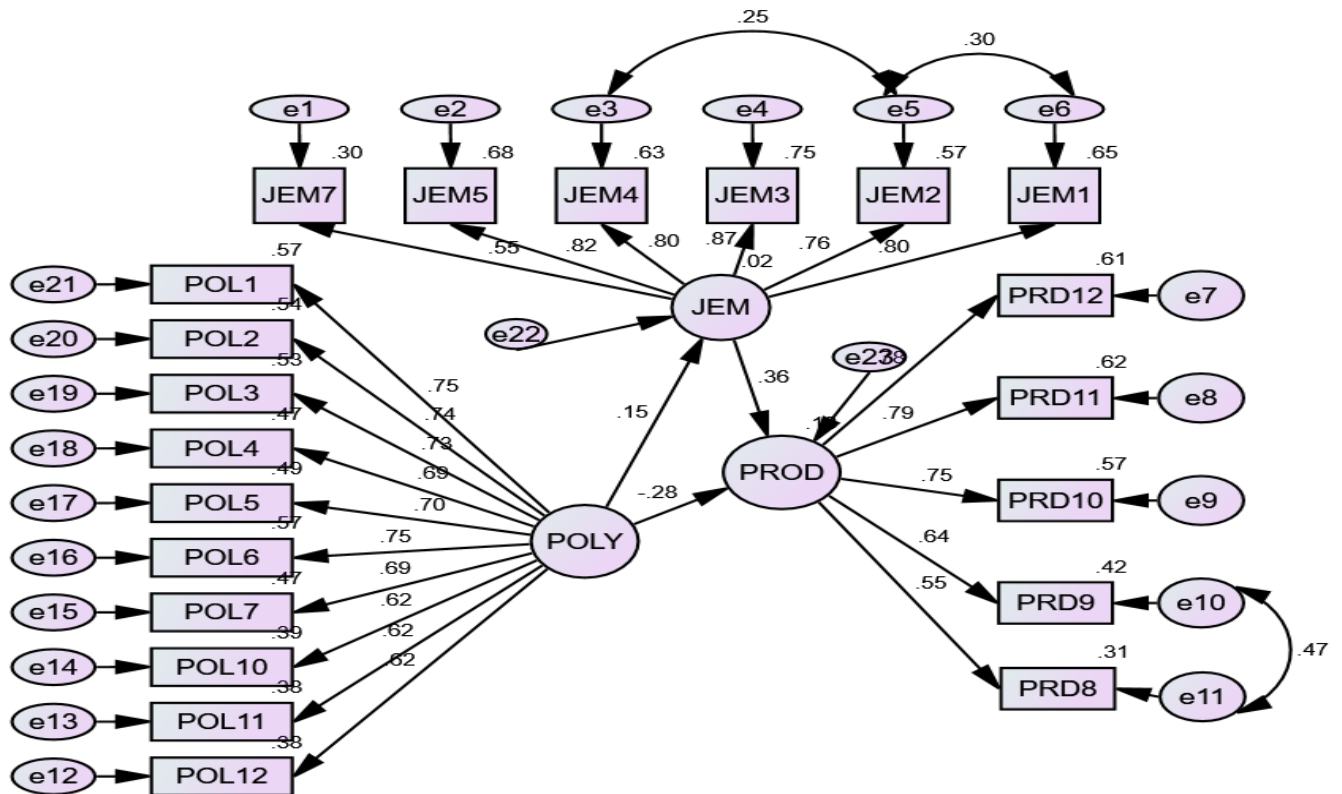 .25
.30
e1 e2 e3 e4 e5 e6
.30 .68 .63 .75 .57 .65
JEM7 JEM5 JEM4 JEM3 JEM2 JEM1
.55 .82 .80 .87 .76 .80
.02
JEM
e22
.57
e21 POL1
.54
e20 POL2
.53
e19 POL3
.47
e18 POL4
.49
e17 POL5
.57
e16 POL6
.47
e15 POL7
.39
e14 POL10
.38
e13 POL11
.38
e12 POL12
.75
.74
.73
.69
.70
.75
.69
.62
.62
.62
POLY
.15
-.28
.36
e23
PROD
.79
.75
.64
.55
.61
PRD12 e7
.62
PRD11 e8
.57
PRD10 e9
.42
PRD9 e10
.31
PRD8 e11
.47